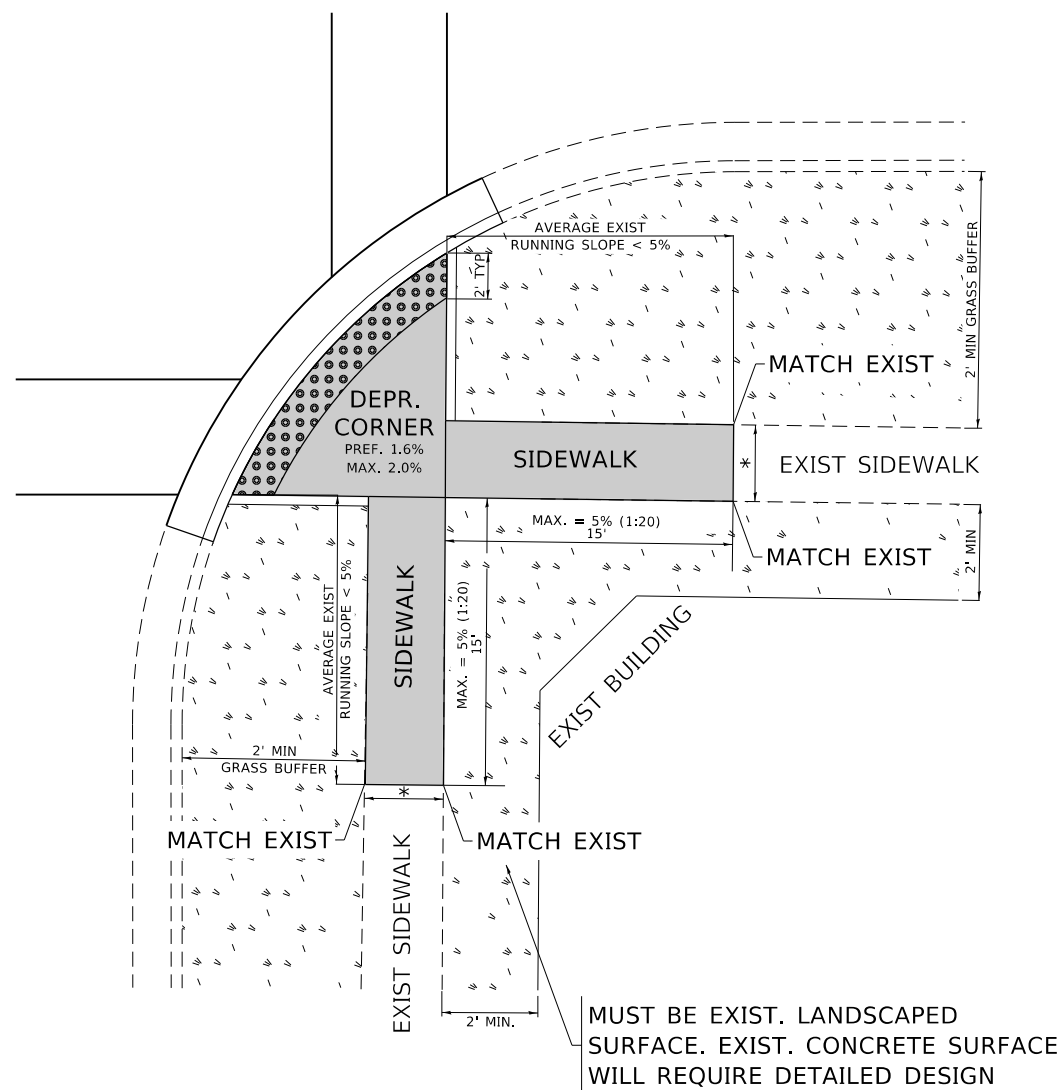 AVERAGE EXIST
RUNNING SLOPE < 5%
2' TYP
2' MIN GRASS BUFFER
MATCH EXIST
DEPR.
CORNER
PREF. 1.6%
MAX. 2.0%
SIDEWALK
*
EXIST SIDEWALK
MAX. = 5% (1:20)
15'
MATCH EXIST
2' MIN
AVERAGE EXIST
RUNNING SLOPE < 5%
SIDEWALK
MAX. = 5% (1:20)
15'
EXIST BUILDING
2' MIN
GRASS BUFFER
*
MATCH EXIST
MATCH EXIST
EXIST SIDEWALK
2' MIN.
MUST BE EXIST. LANDSCAPED
SURFACE. EXIST. CONCRETE SURFACE
WILL REQUIRE DETAILED DESIGN